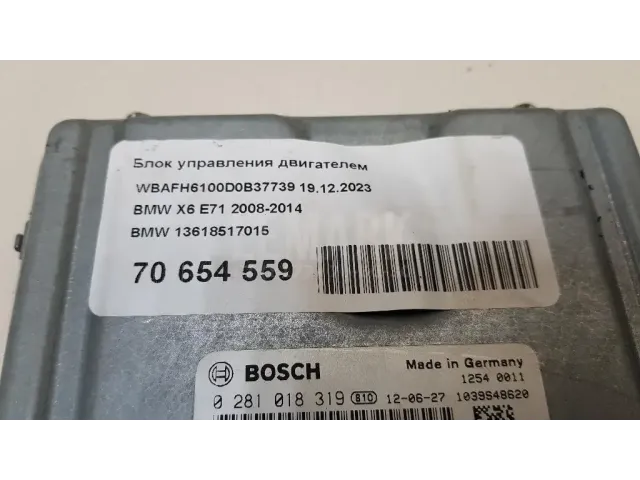 Блок управления двигателем
WBAFH6100D0B37739 19.12.2023
BMW X6 E71 2008-2014
BMW 13618517015
70 654 559
BOSCH
Made in Germany
1254 0011
0 281 018 319 810 12-06-27 1039S48620